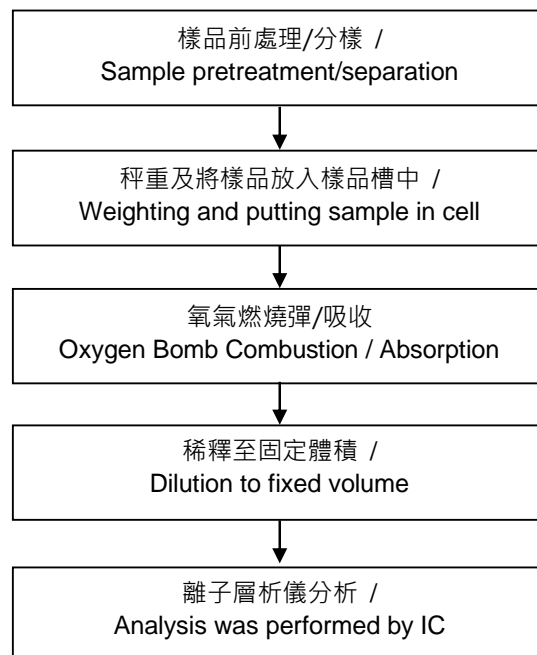 樣品前處理/分樣 /
Sample pretreatment/separation
秤重及將樣品放入樣品槽中 /
Weighting and putting sample in cell
氧氣燃燒彈/吸收
Oxygen Bomb Combustion / Absorption
稀釋至固定體積 /
Dilution to fixed volume
離子層析儀分析 /
Analysis was performed by IC